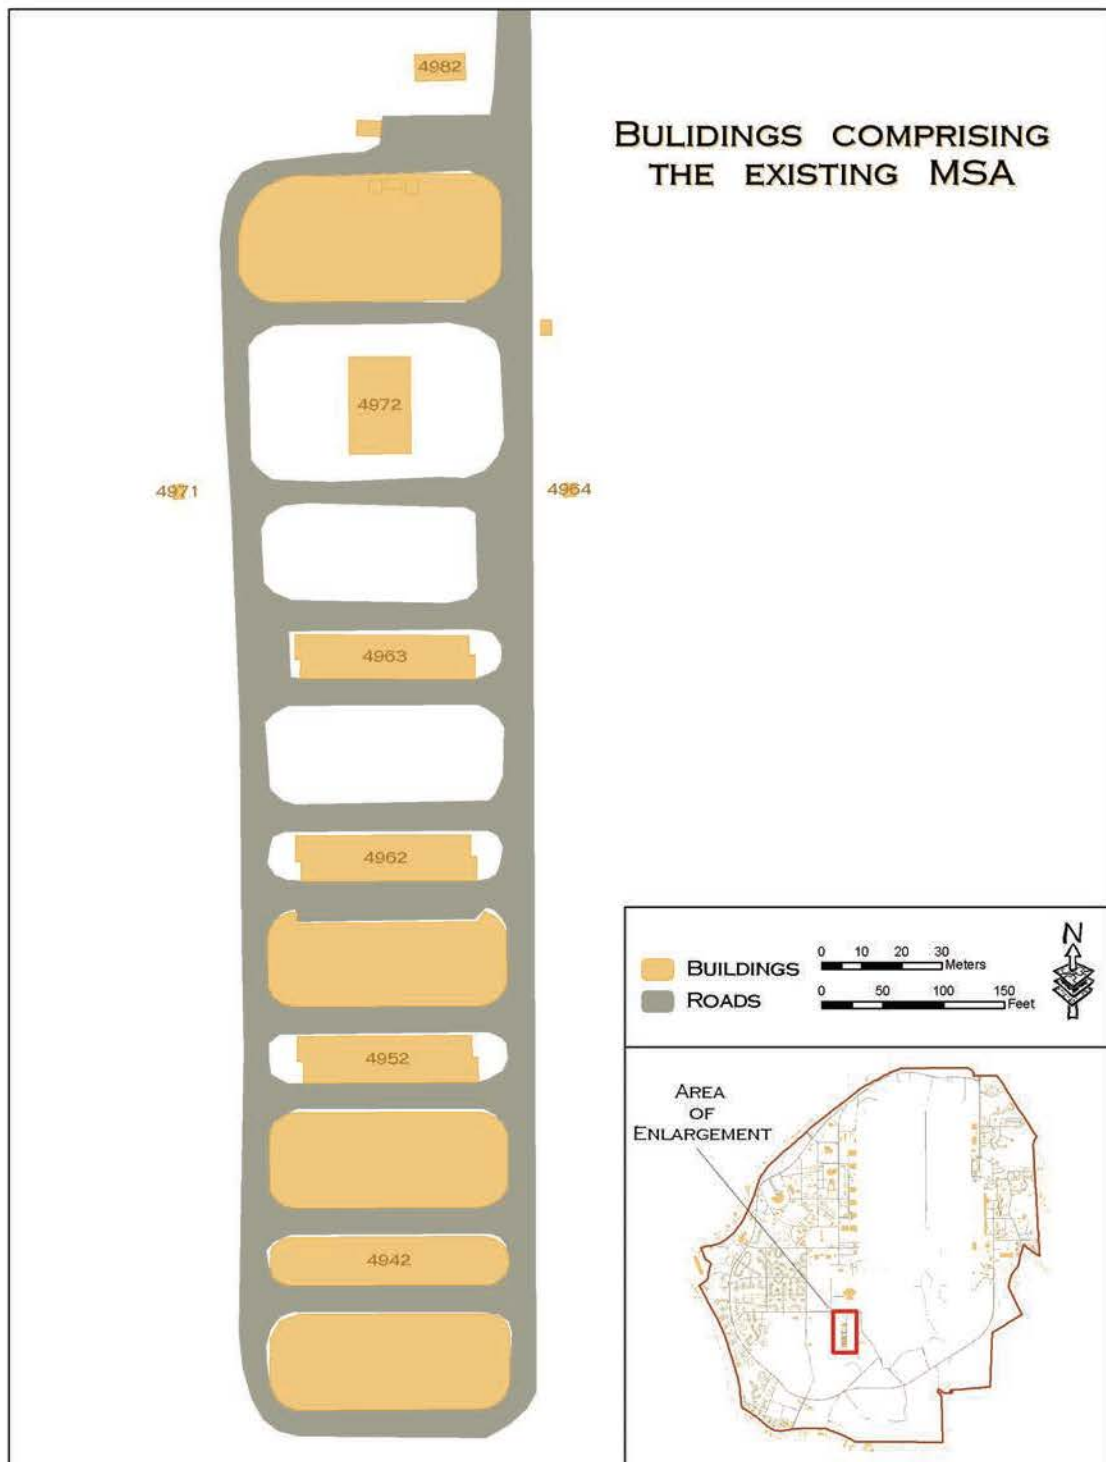 4982
BULIDINGS COMPRISING
THE EXISTING MSA
4972
4971
4964
4963
4962
4952
4942
BUILDINGS
ROADS
0 10 20 30
Meters
0 50 100 150
Feet
N
AREA
OF
ENLARGEMENT